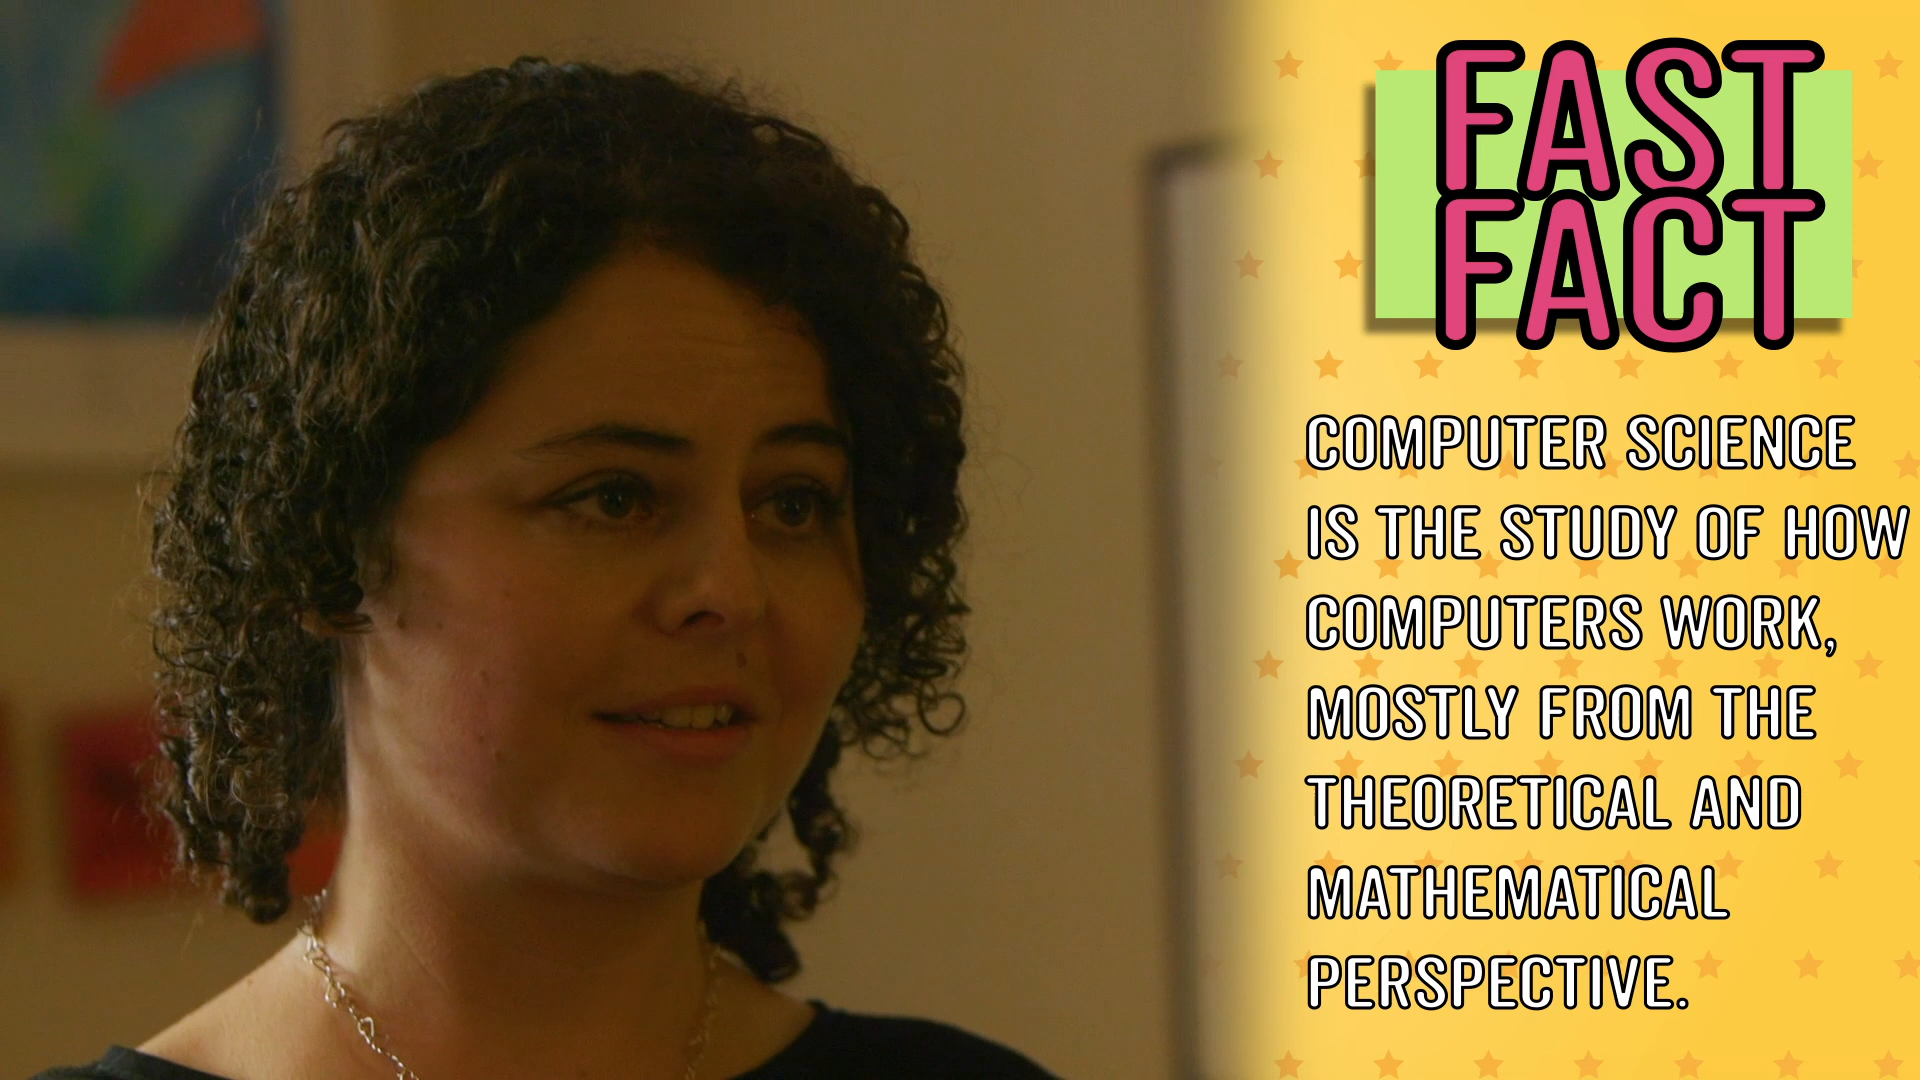 FAST
FACT
COMPUTER SCIENCE
IS THE STUDY OF HOW
COMPUTERS WORK,
MOSTLY FROM THE
THEORETICAL AND
MATHEMATICAL
PERSPECTIVE.